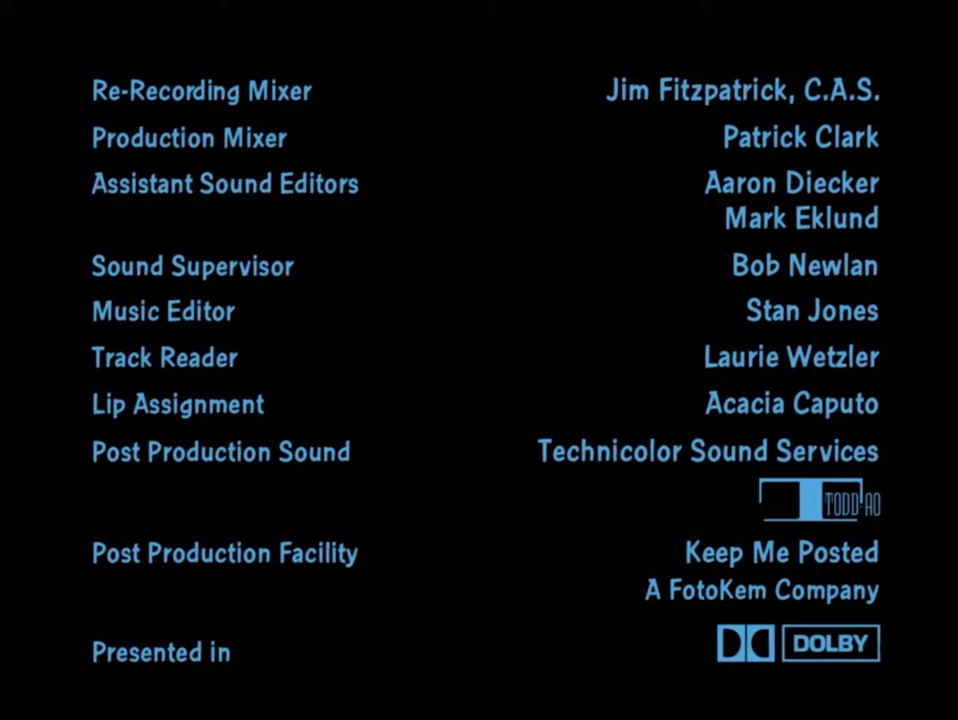 Re-Recording Mixer Jim Fitzpatrick, C.A.S.
Production Mixer Patrick Clark
Assistant Sound Editors Aaron Diecker
Mark Eklund
Sound Supervisor Bob Newlan
Music Editor Stan Jones
Track Reader Laurie Wetzler
Lip Assignment Acacia Caputo
Post Production Sound Technicolor Sound Services
TODD-AO
Post Production Facility Keep Me Posted
A FotoKem Company
Presented in DOLBY